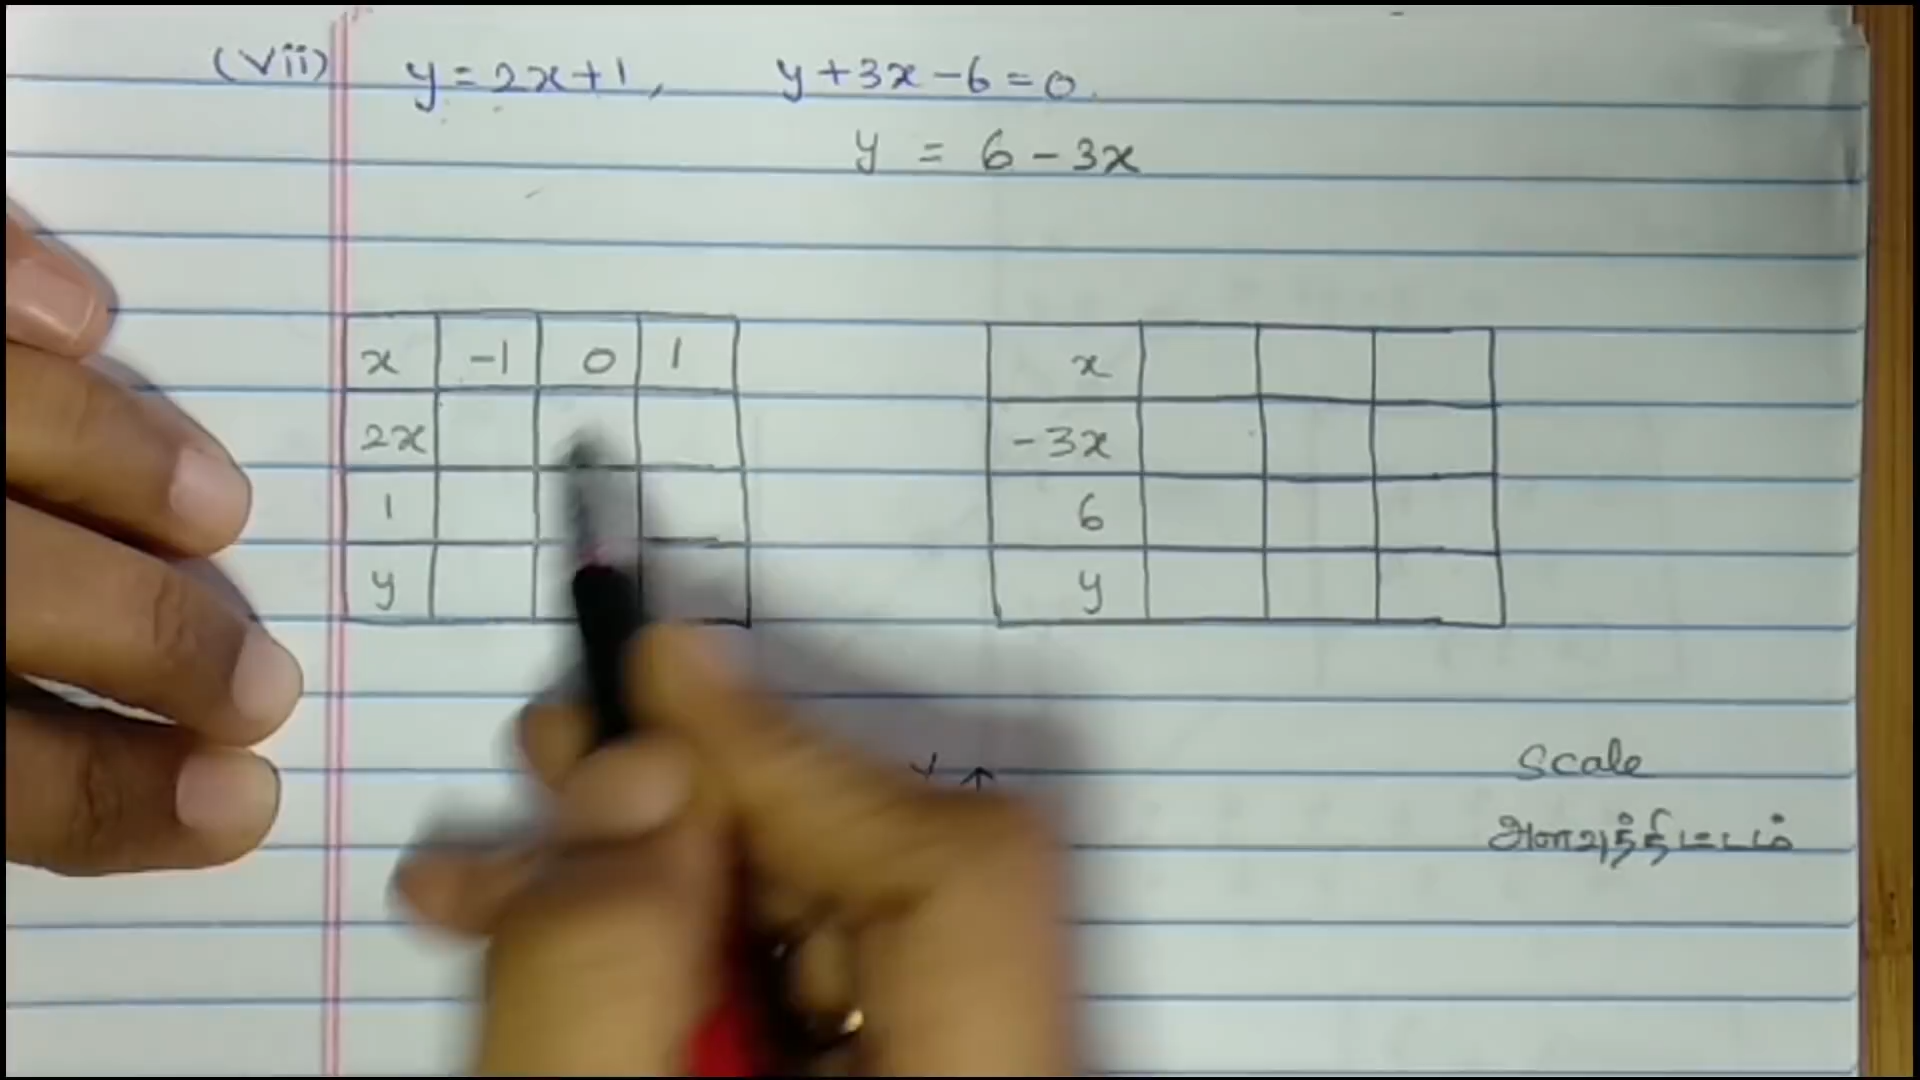 (vii) y = 2x+1, y+3x-6=0.
y = 6-3x
x -1 0 1
2x
1
y
x
-3x
6
y
Y
Scale
அளவுத்திட்டம்